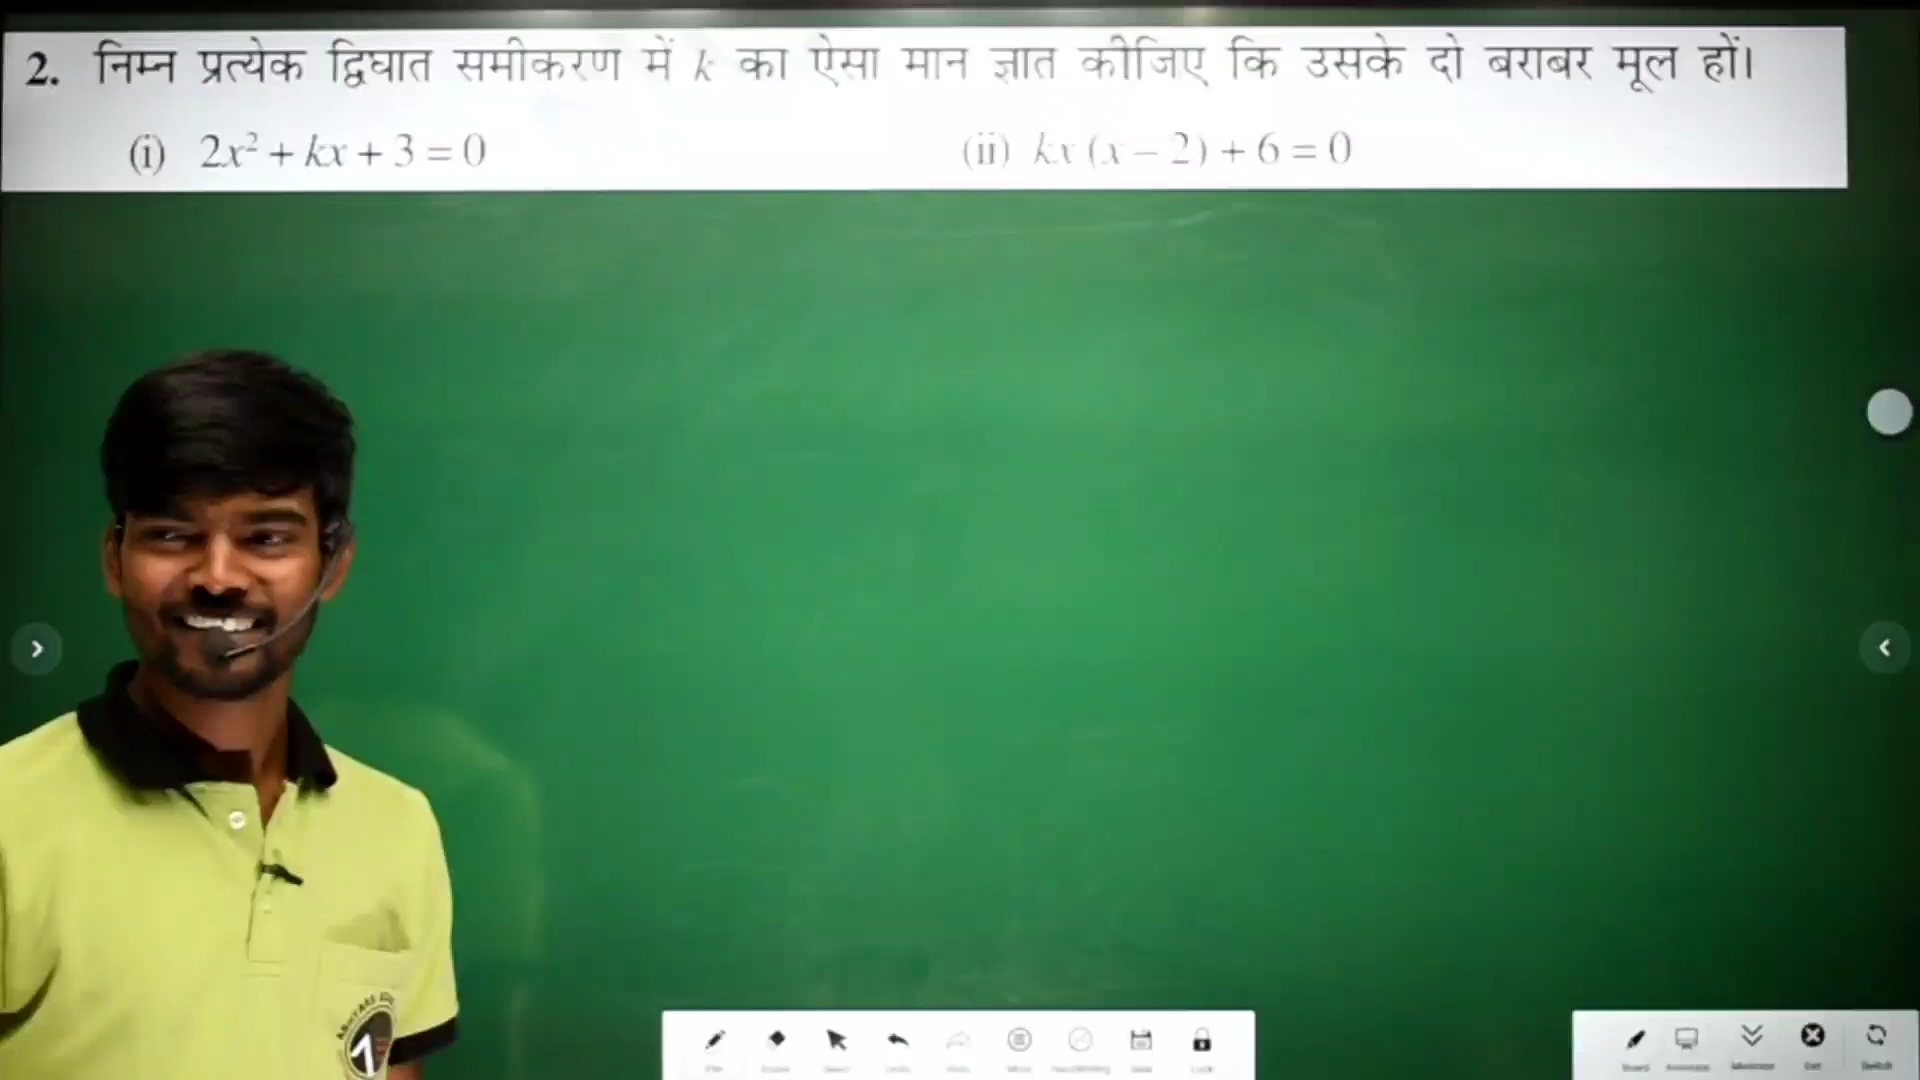 2. निम्न प्रत्येक द्विघात समीकरण में k का ऐसा मान ज्ञात कीजिए कि उसके दो बराबर मूल हों।
(i) 2x² + kx + 3 = 0 (ii) kx (x – 2) + 6 = 0